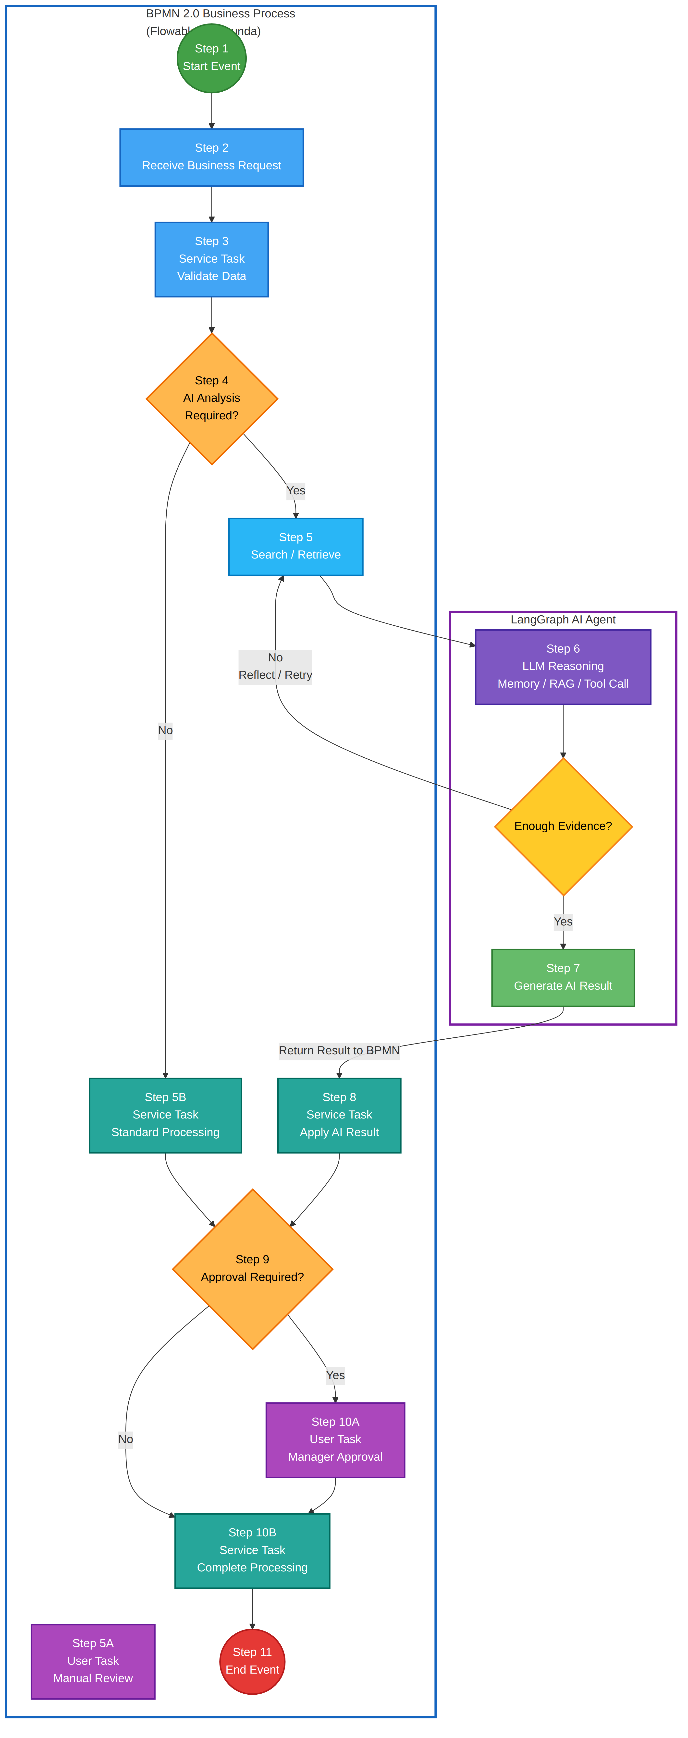 BPMN 2.0 Business Process
(Flowabl unda)
Step 1
Start Event
Step 2
Receive Business Request
Step 3
Service Task
Validate Data
Step 4
AI Analysis
Required?
Yes
Step 5
Search / Retrieve
LangGraph AI Agent
Step 6
LLM Reasoning
Memory / RAG / Tool Call
No
Reflect / Retry
No
Enough Evidence?
Yes
Step 7
Generate AI Result
Return Result to BPMN
Step 5B
Service Task
Standard Processing
Step 8
Service Task
Apply AI Result
Step 9
Approval Required?
Yes
No
Step 10A
User Task
Manager Approval
Step 10B
Service Task
Complete Processing
Step 5A
User Task
Manual Review
Step 11
End Event